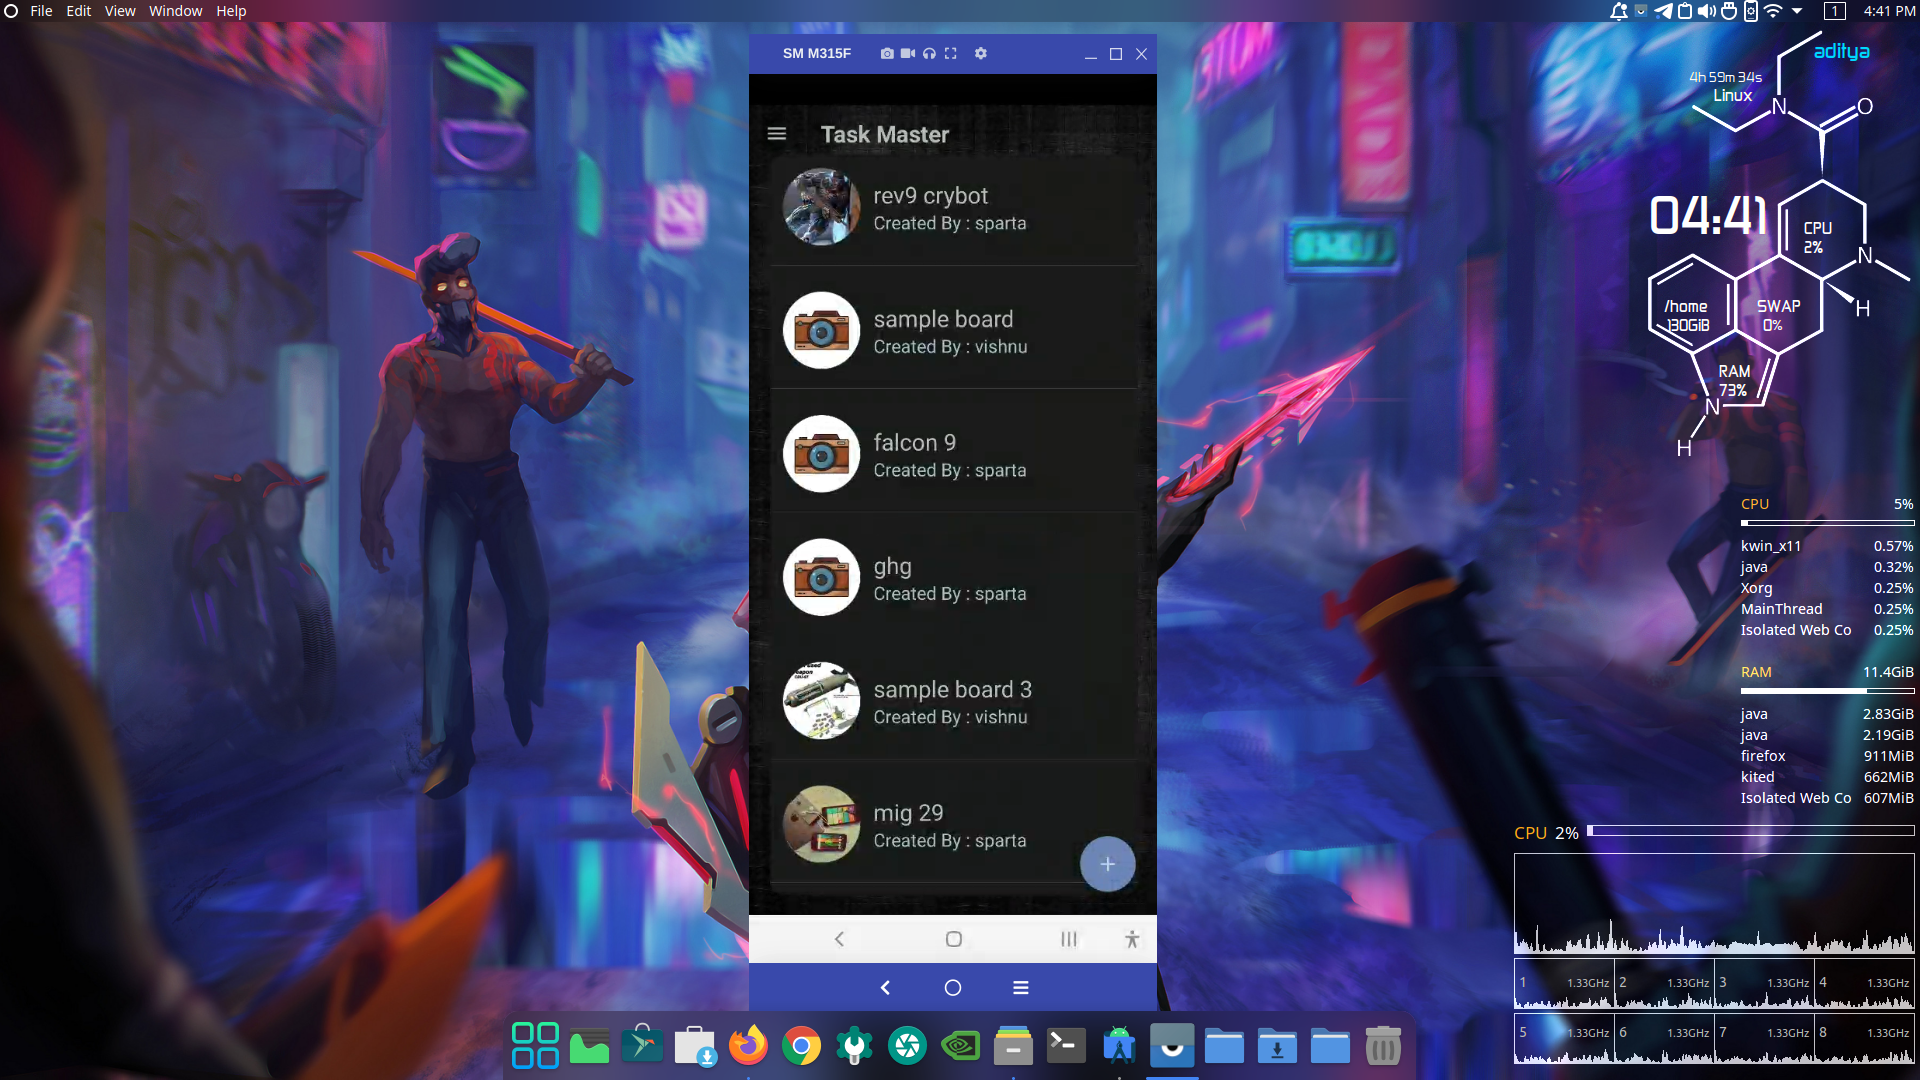 File Edit View Window Help
1 4:41 PM
SM M315F
Task Master
rev9 crybot
Created By : sparta
sample board
Created By : vishnu
falcon 9
Created By : sparta
ghg
Created By : sparta
sample board 3
Created By : vishnu
mig 29
Created By : sparta
+
aditya
4h 59m 34s
Linux
N
O
04:41
CPU
2%
N
/home
130GiB
SWAP
0%
H
RAM
73%
N
H
CPU 5%
kwin_x11 0.57%
java 0.32%
Xorg 0.25%
MainThread 0.25%
Isolated Web Co 0.25%
RAM 11.4GiB
java 2.83GiB
java 2.19GiB
firefox 911MiB
kited 662MiB
Isolated Web Co 607MiB
CPU 2%
1 1.33GHz 2 1.33GHz 3 1.33GHz 4 1.33GHz
5 1.33GHz 6 1.33GHz 7 1.33GHz 8 1.33GHz